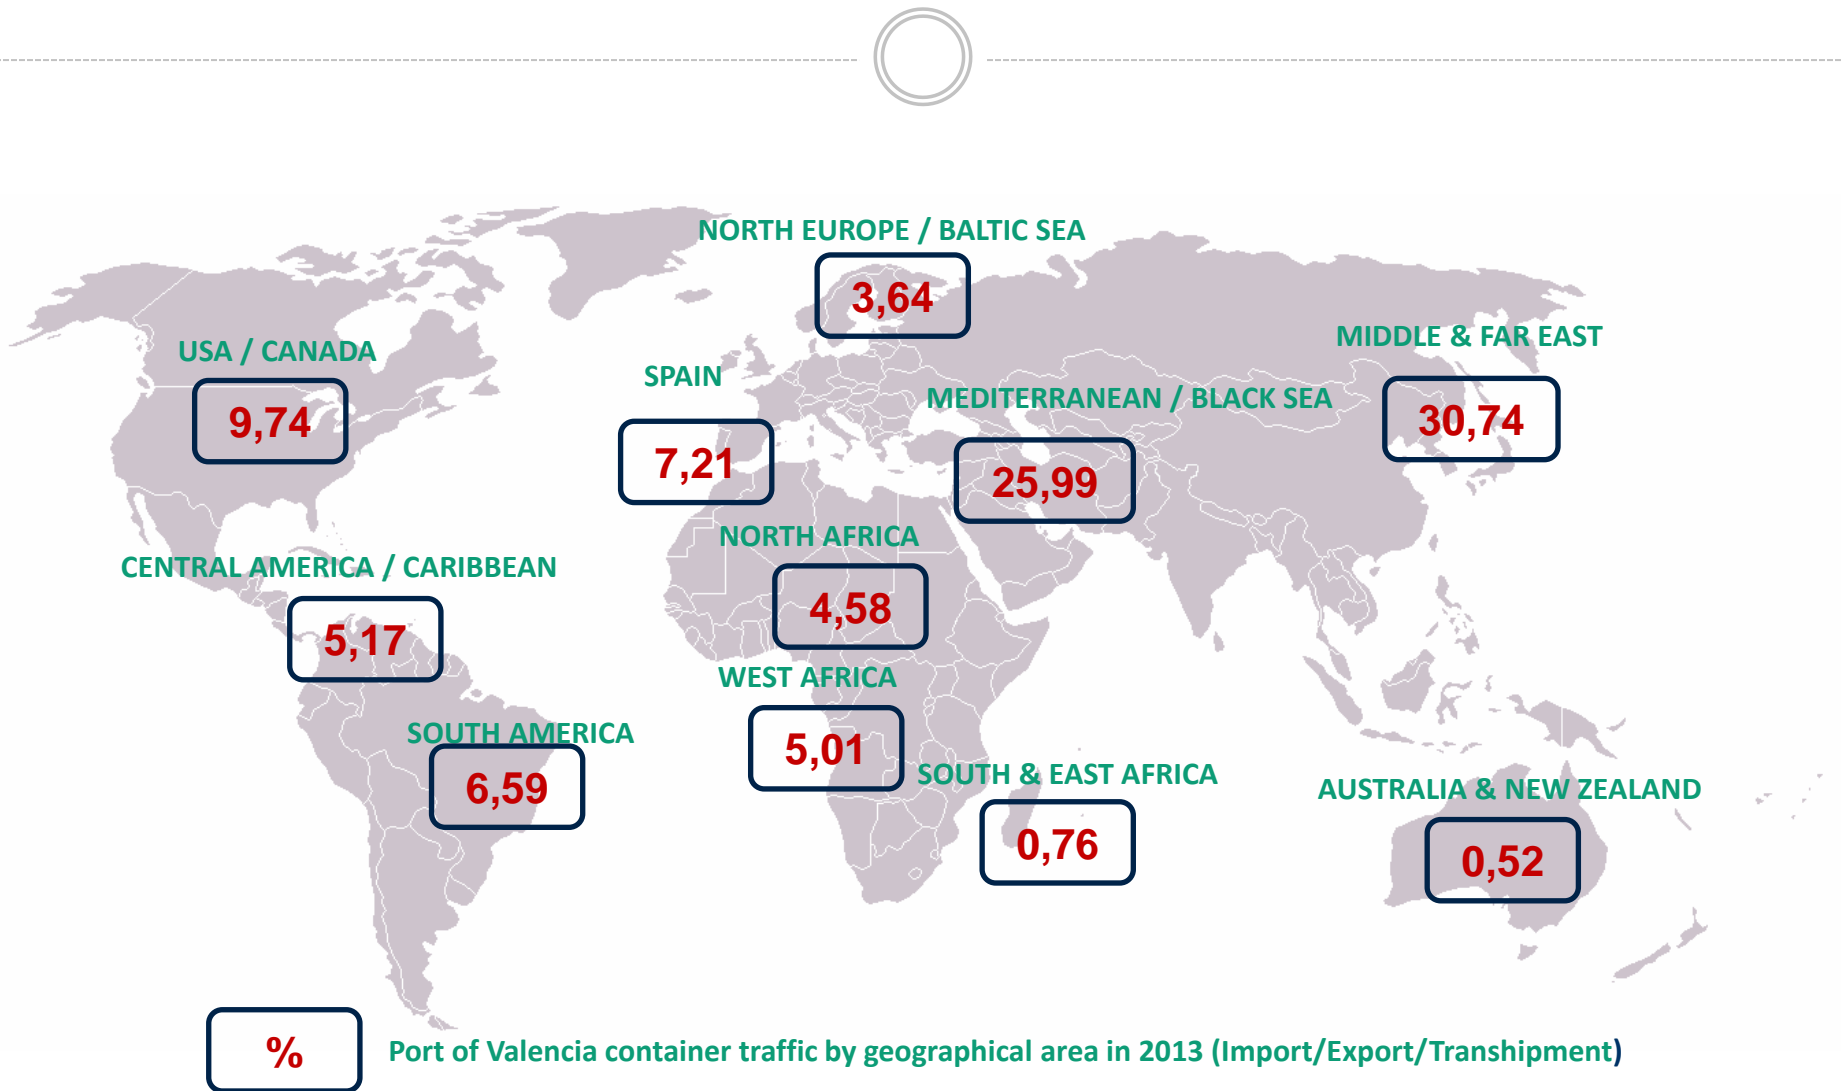 NORTH EUROPE / BALTIC SEA
3,64
MIDDLE & FAR EAST
30,74
USA / CANADA
9,74
SPAIN
7,21
MEDITERRANEAN / BLACK SEA
25,99
NORTH AFRICA
4,58
CENTRAL AMERICA / CARIBBEAN
5,17
WEST AFRICA
5,01
SOUTH AMERICA
6,59
SOUTH & EAST AFRICA
0,76
AUSTRALIA & NEW ZEALAND
0,52
% Port of Valencia container traffic by geographical area in 2013 (Import/Export/Transhipment)